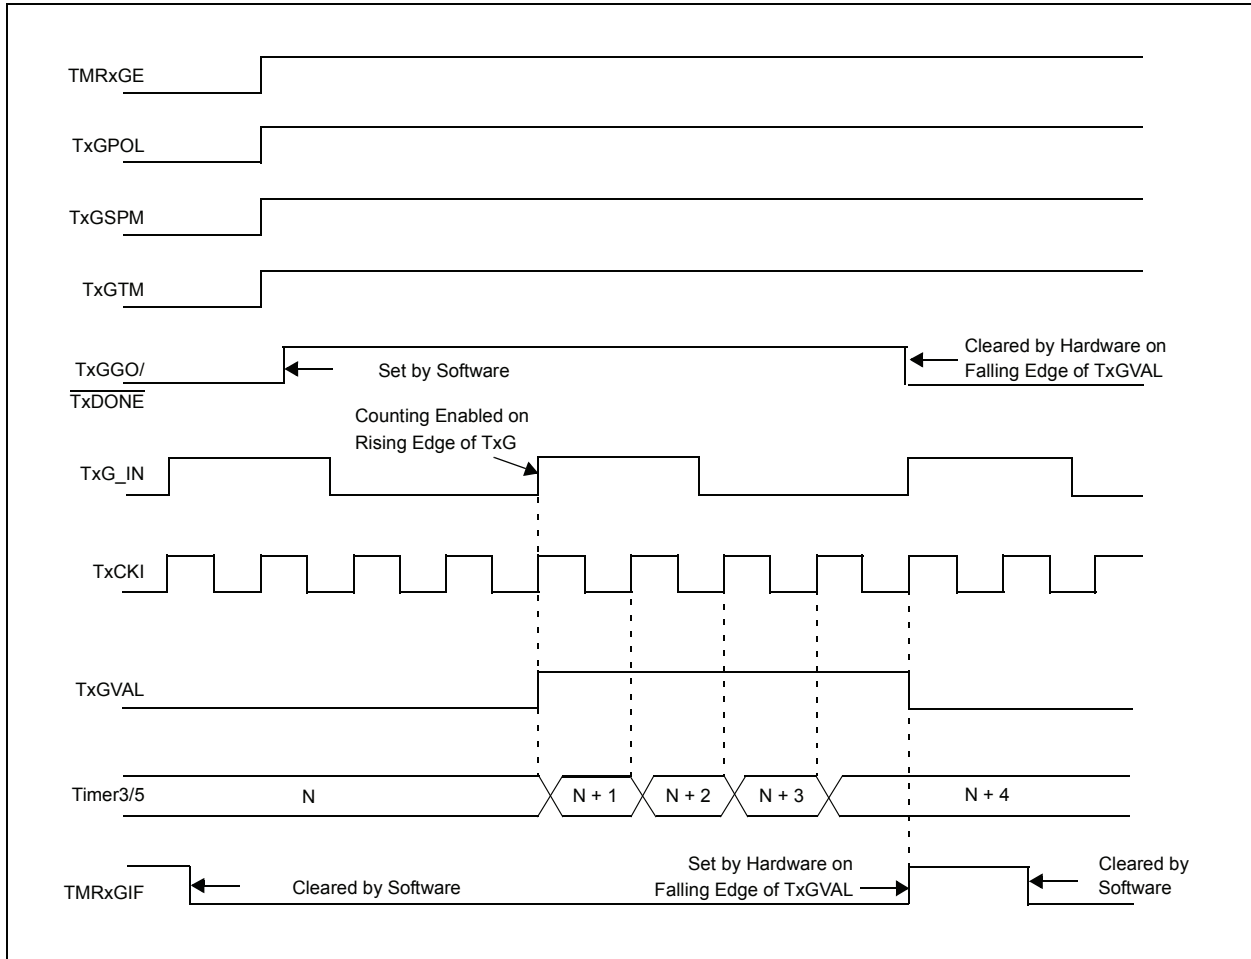 TMRxGE
TxGPOL
TxGSPM
TxGTM
TxGGO/
TxDONE
Set by Software
Cleared by Hardware on
Falling Edge of TxGVAL
Counting Enabled on
Rising Edge of TxG
TxG_IN
TxCKI
TxGVAL
Timer3/5
N
N + 1
N + 2
N + 3
N + 4
TMRxGIF
Cleared by Software
Set by Hardware on
Falling Edge of TxGVAL
Cleared by
Software